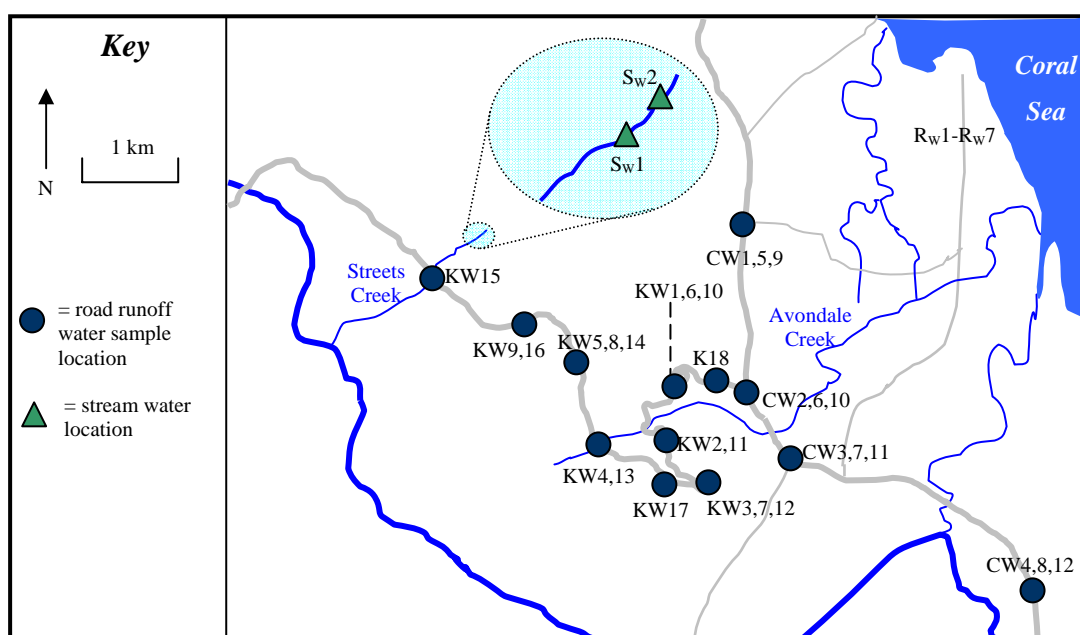 Key
1 km
N
= road runoff
water sample
location
= stream water
location
Sw2
Sw1
Coral
Sea
Rw1-Rw7
CW1,5,9
Streets
Creek
KW15
KW1,6,10
Avondale
Creek
KW9,16
KW5,8,14
K18
CW2,6,10
KW2,11
CW3,7,11
KW4,13
KW17
KW3,7,12
CW4,8,12